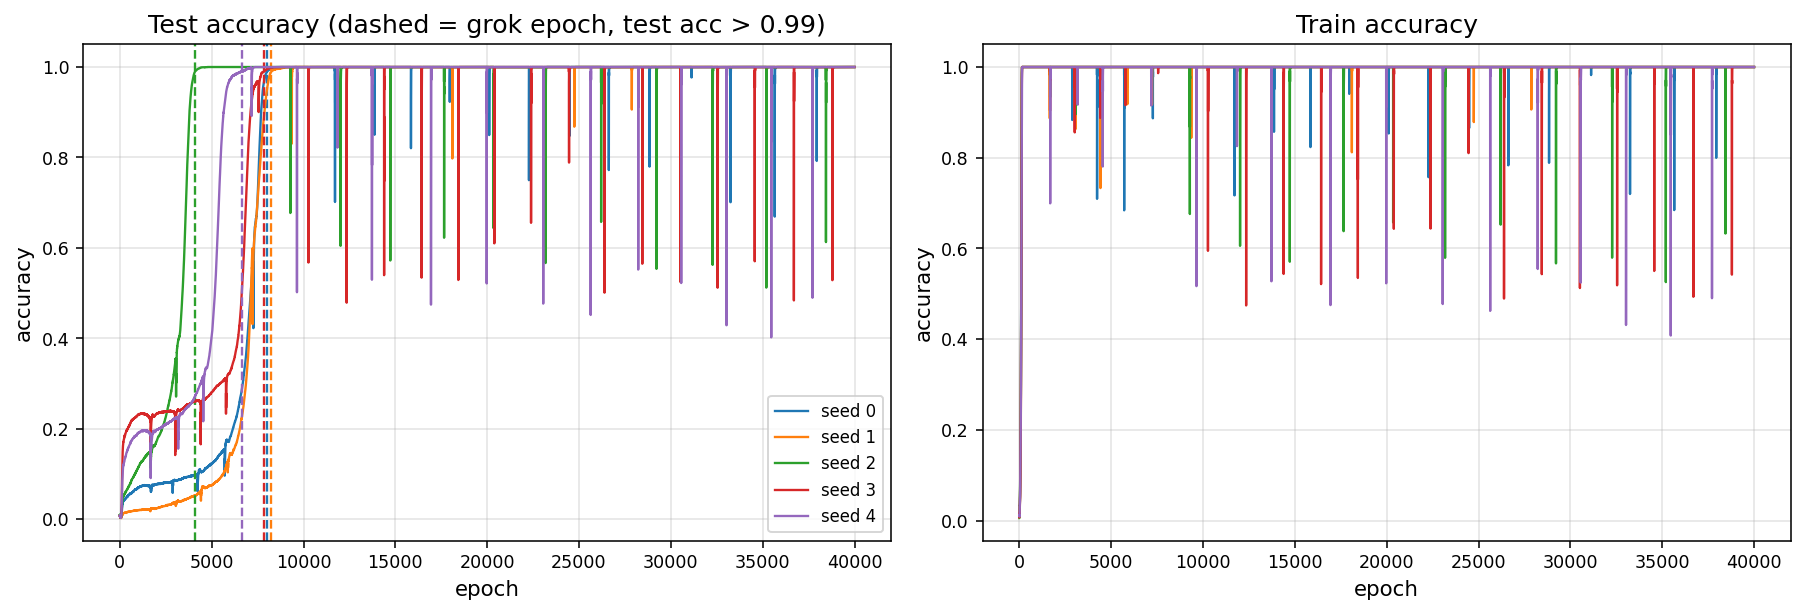 Test accuracy (dashed = grok epoch, test acc > 0.99)
accuracy
1.0
0.8
0.6
0.4
0.2
0.0
0 5000 10000 15000 20000 25000 30000 35000 40000
epoch
seed 0
seed 1
seed 2
seed 3
seed 4
Train accuracy
accuracy
1.0
0.8
0.6
0.4
0.2
0.0
0 5000 10000 15000 20000 25000 30000 35000 40000
epoch